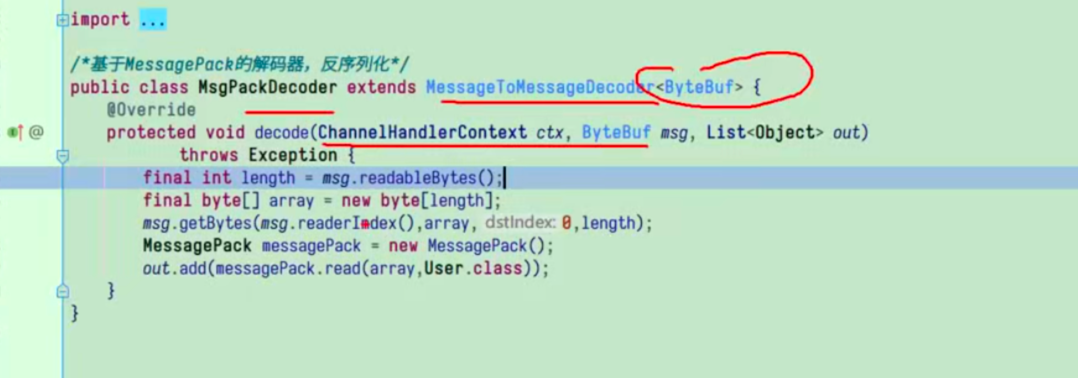 import ...
/*基于MessagePack的解码器，反序列化*/
public class MsgPackDecoder extends MessageToMessageDecoder<ByteBuf> {
@Override
protected void decode(ChannelHandlerContext ctx, ByteBuf msg, List<Object> out)
throws Exception {
final int length = msg.readableBytes();
final byte[] array = new byte[length];
msg.getBytes(msg.readerIndex(),array, dstIndex: 0,length);
MessagePack messagePack = new MessagePack();
out.add(messagePack.read(array,User.class));
}
}